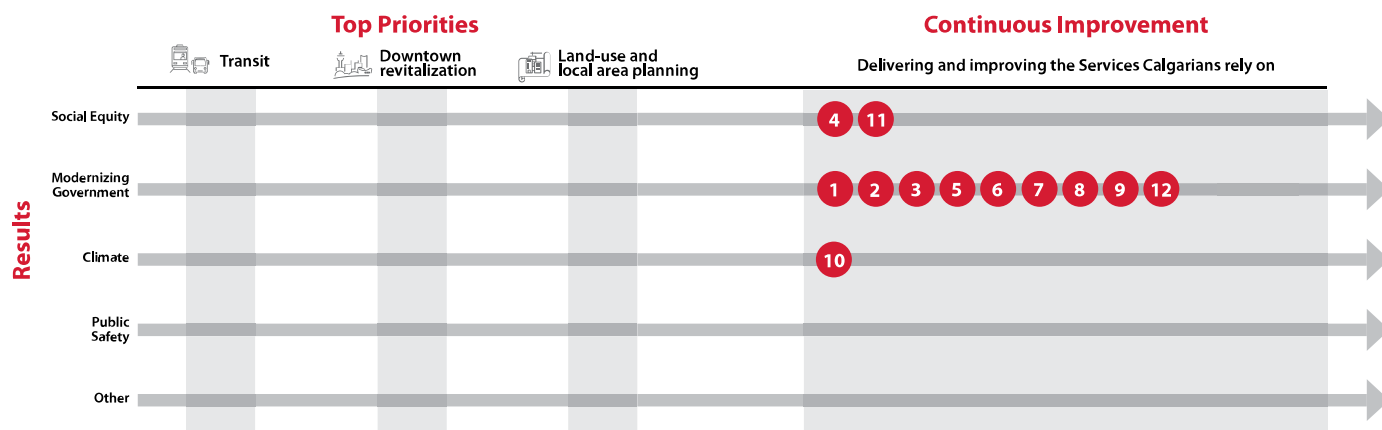 Top Priorities
Continuous Improvement
Transit
Downtown
revitalization
Land-use and
local area planning
Delivering and improving the Services Calgarians rely on
Results
Social Equity
4 11
Modernizing
Government
1 2 3 5 6 7 8 9 12
Climate
10
Public
Safety
Other